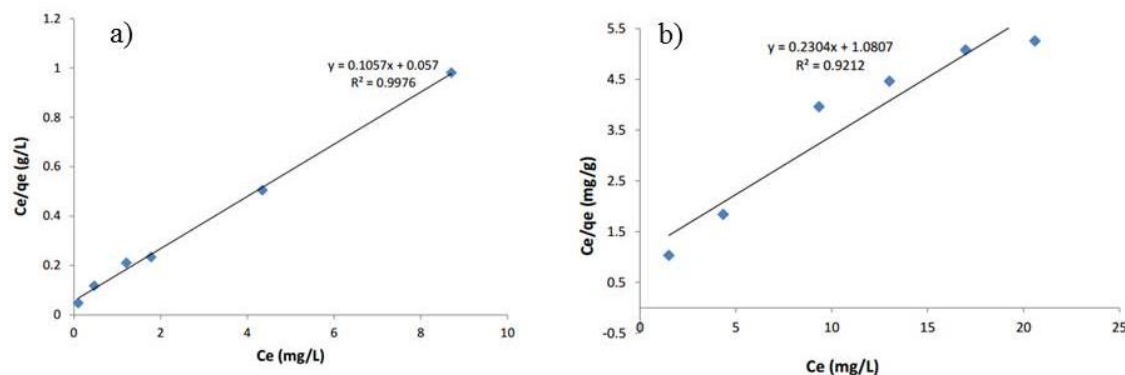 a)
y = 0.1057x + 0.057
R² = 0.9976
Ce/qe (g/L)
1.2
1
0.8
0.6
0.4
0.2
0
0 2 4 6 8 10
Ce (mg/L)
b)
y = 0.2304x + 1.0807
R² = 0.9212
Ce/qe (mg/g)
5.5
4.5
3.5
2.5
1.5
0.5
-0.5
0 5 10 15 20 25
Ce (mg/L)